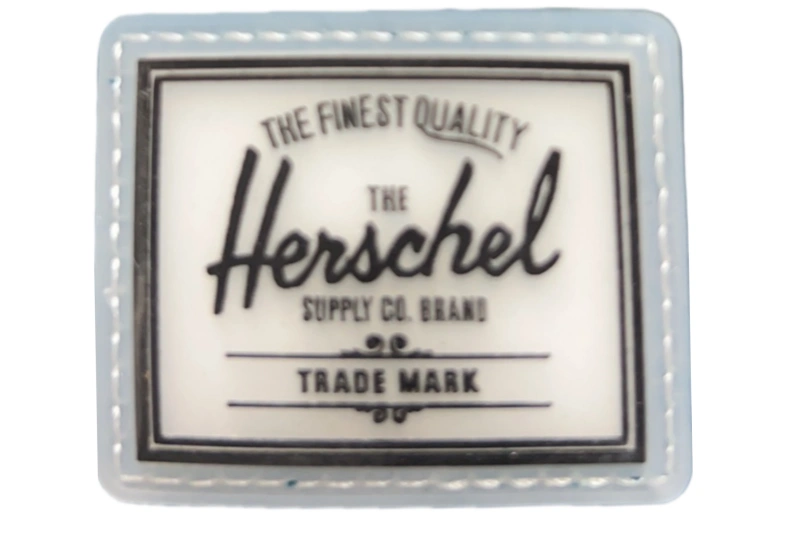 THE FINEST QUALITY
THE
Herschel
SUPPLY CO. BRAND
TRADE MARK